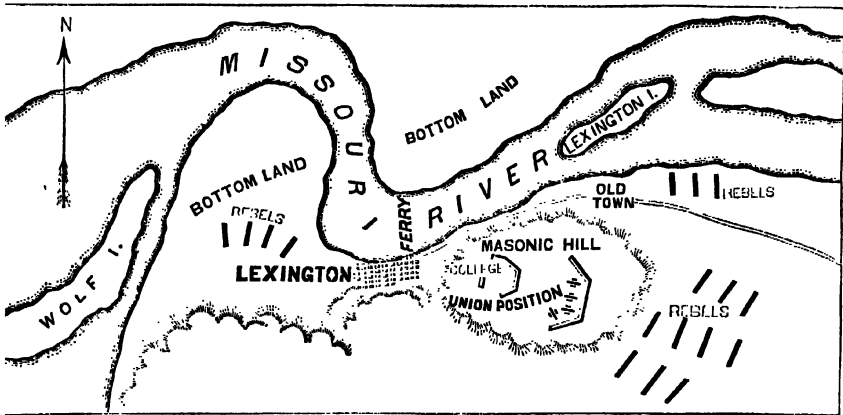 N
MISSOURI RIVER
BOTTOM LAND
LEXINGTON I.
BOTTOM LAND
REBELS
OLD TOWN
REBELS
FERRY
LEXINGTON
MASONIC HILL
COLLEGE
UNION POSITION
WOLF I.
REBELS